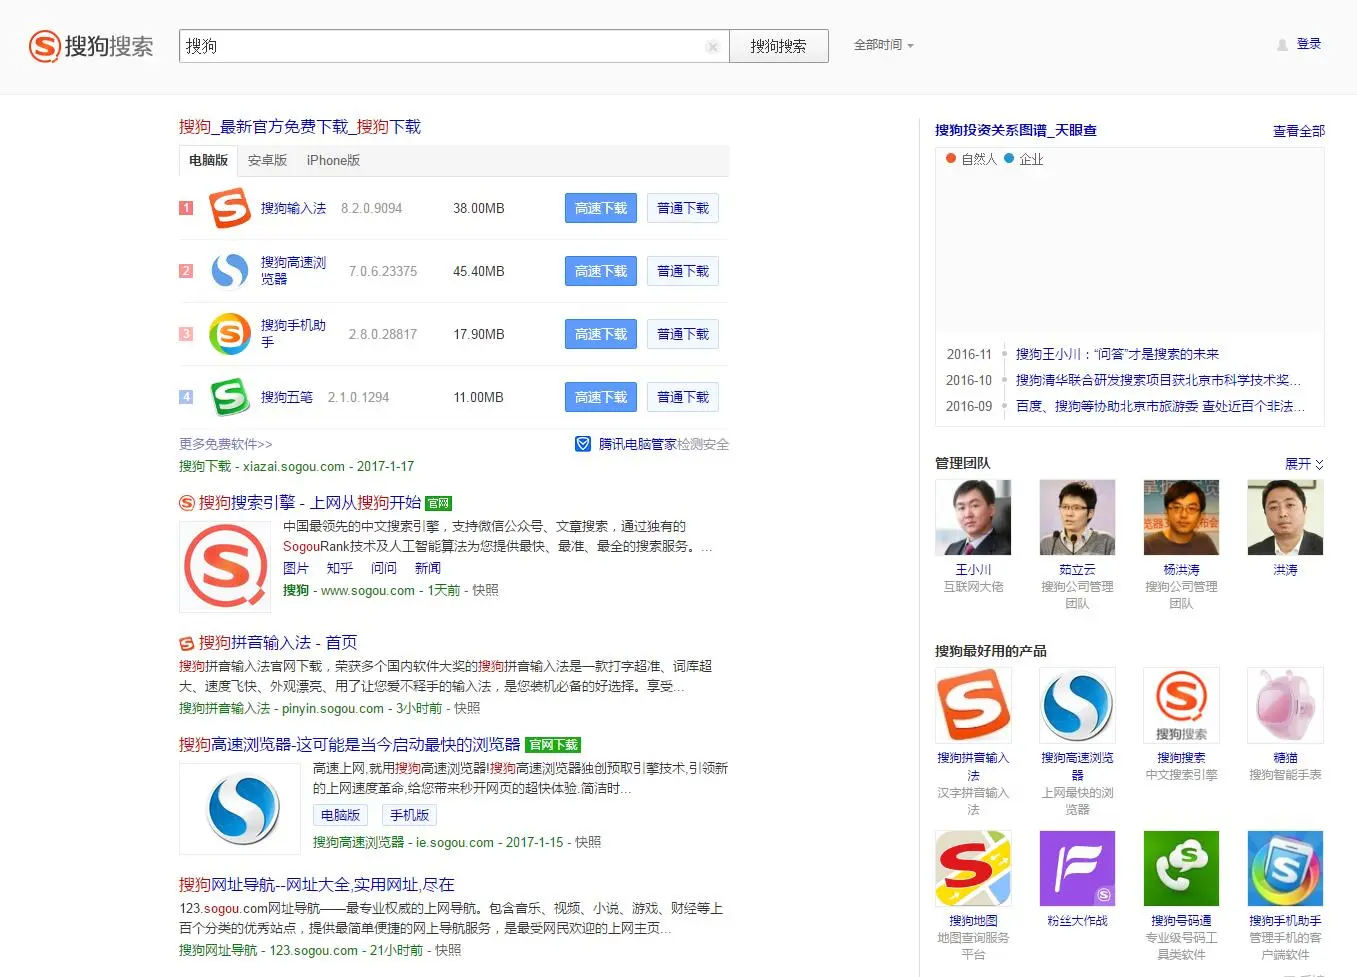 搜狗搜索
搜狗
搜狗搜索
全部时间
登录
搜狗_最新官方免费下载_搜狗下载
电脑版 安卓版 iPhone版
1 搜狗输入法 8.2.0.9094 38.00MB 高速下载 普通下载
2 搜狗高速浏
览器 7.0.6.23375 45.40MB 高速下载 普通下载
3 搜狗手机助
手 2.8.0.28817 17.90MB 高速下载 普通下载
4 搜狗五笔 2.1.0.1294 11.00MB 高速下载 普通下载
更多免费软件>> 腾讯电脑管家检测安全
搜狗下载 - xiazai.sogou.com - 2017-1-17
搜狗搜索引擎 - 上网从搜狗开始 官网
中国最领先的中文搜索引擎，支持微信公众号、文章搜索，通过独有的
SogouRank技术及人工智能算法为您提供最快、最准、最全的搜索服务。...
图片 知乎 问问 新闻
搜狗 - www.sogou.com - 1天前 - 快照
搜狗拼音输入法 - 首页
搜狗拼音输入法官网下载，荣获多个国内软件大奖的搜狗拼音输入法是一款打字超准、词库超
大、速度飞快、外观漂亮、用了让您爱不释手的输入法，是您装机必备的好选择。享受...
搜狗拼音输入法 - pinyin.sogou.com - 3小时前 - 快照
搜狗高速浏览器-这可能是当今启动最快的浏览器 官网下载
高速上网,就用搜狗高速浏览器!搜狗高速浏览器独创预取引擎技术,引领新
的上网速度革命,给您带来秒开网页的超快体验.简洁时...
电脑版 手机版
搜狗高速浏览器 - ie.sogou.com - 2017-1-15 - 快照
搜狗网址导航--网址大全,实用网址,尽在
123.sogou.com网址导航——最专业权威的上网导航。包含音乐、视频、小说、游戏、财经等上
百个分类的优秀站点，提供最简单便捷的网上导航服务，是最受网民欢迎的上网主页...
搜狗网址导航 - 123.sogou.com - 21小时前 - 快照
搜狗投资关系图谱_天眼查 查看全部
自然人 企业
2016-11 搜狗王小川：“问答”才是搜索的未来
2016-10 搜狗清华联合研发搜索项目获北京市科学技术奖...
2016-09 百度、搜狗等协助北京市旅游委 查处近百个非法...
管理团队 展开
王小川 茹立云 杨洪涛 洪涛
互联网大佬 搜狗公司管理 搜狗公司管理
团队 团队
搜狗最好用的产品
搜狗搜索
搜狗拼音输入 搜狗高速浏览 搜狗搜索 糖猫
法 器 中文搜索引擎 搜狗智能手表
汉字拼音输入 上网最快的浏
法 览器
搜狗地图 粉丝大作战 搜狗号码通 搜狗手机助手
地图查询服务 专业级号码工 管理手机的客
平台 具类软件 户端软件